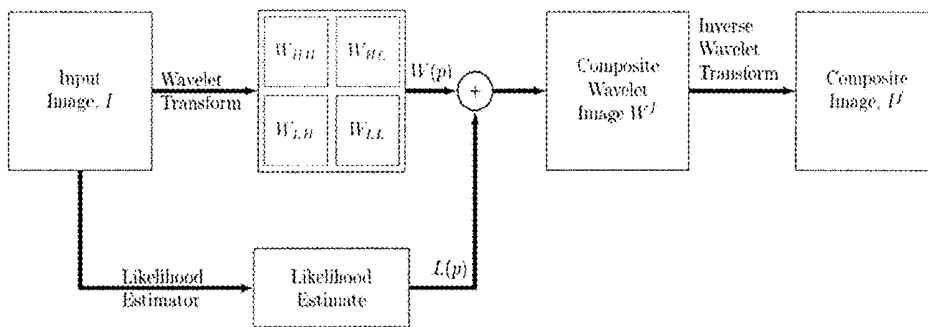 Input
Image, I
Wavelet
Transform
W_HH
W_HL
W_LH
W_LL
W(p)
+
Composite
Wavelet
Image W^f
Inverse
Wavelet
Transform
Composite
Image, I^f
Likelihood
Estimator
Likelihood
Estimate
L(p)